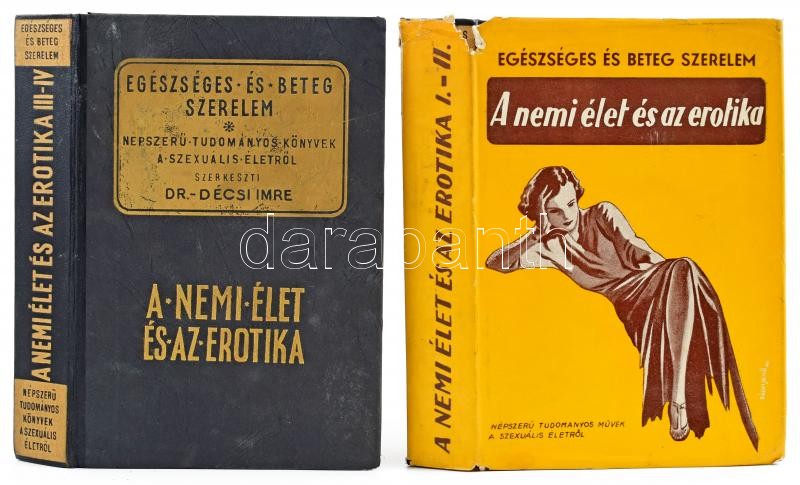 EGÉSZSÉGES
ÉS BETEG
SZERELEM
A NEMI ÉLET ÉS AZ EROTIKA III-IV
NÉPSZERŰ
TUDOMÁNYOS
KÖNYVEK
A SZEXUÁLIS
ÉLETRŐL
EGÉSZSÉGES·ÉS·BETEG
SZERELEM
*
NÉPSZERŰ·TUDOMÁNYOS·KÖNYVEK
A·SZEXUÁLIS·ÉLETRŐL
SZERKESZTI
DR.-DÉCSI IMRE
A·NEMI·ÉLET
ÉS·AZ·EROTIKA
A NEMI ÉLET ÉS AZ EROTIKA I.-II.
EGÉSZSÉGES ÉS BETEG SZERELEM
A nemi élet és az erotika
NÉPSZERŰ TUDOMÁNYOS MŰVEK
A SZEXUÁLIS ÉLETRŐL
darabanth